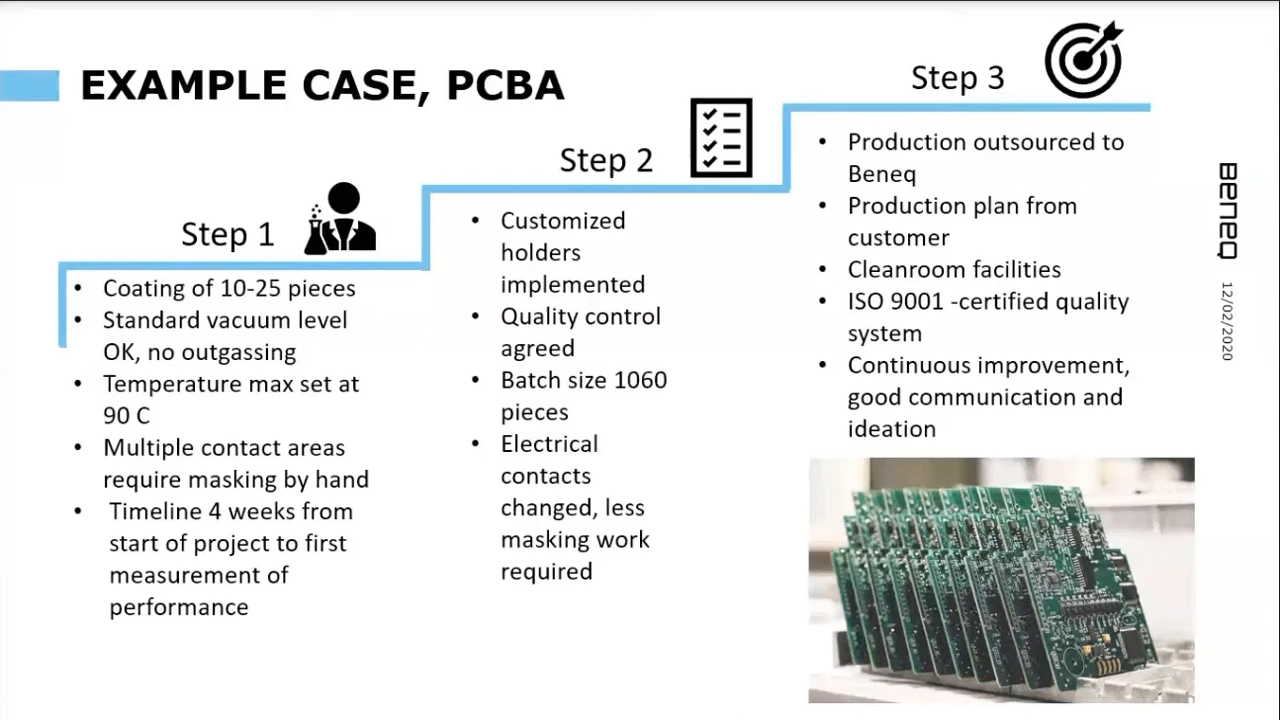 EXAMPLE CASE, PCBA
Step 1
• Coating of 10-25 pieces
• Standard vacuum level
OK, no outgassing
• Temperature max set at
90 C
• Multiple contact areas
require masking by hand
• Timeline 4 weeks from
start of project to first
measurement of
performance
Step 2
• Customized
holders
implemented
• Quality control
agreed
• Batch size 1060
pieces
• Electrical
contacts
changed, less
masking work
required
Step 3
• Production outsourced to
Beneq
• Production plan from
customer
• Cleanroom facilities
• ISO 9001 -certified quality
system
• Continuous improvement,
good communication and
ideation
Beneq
12/02/2020